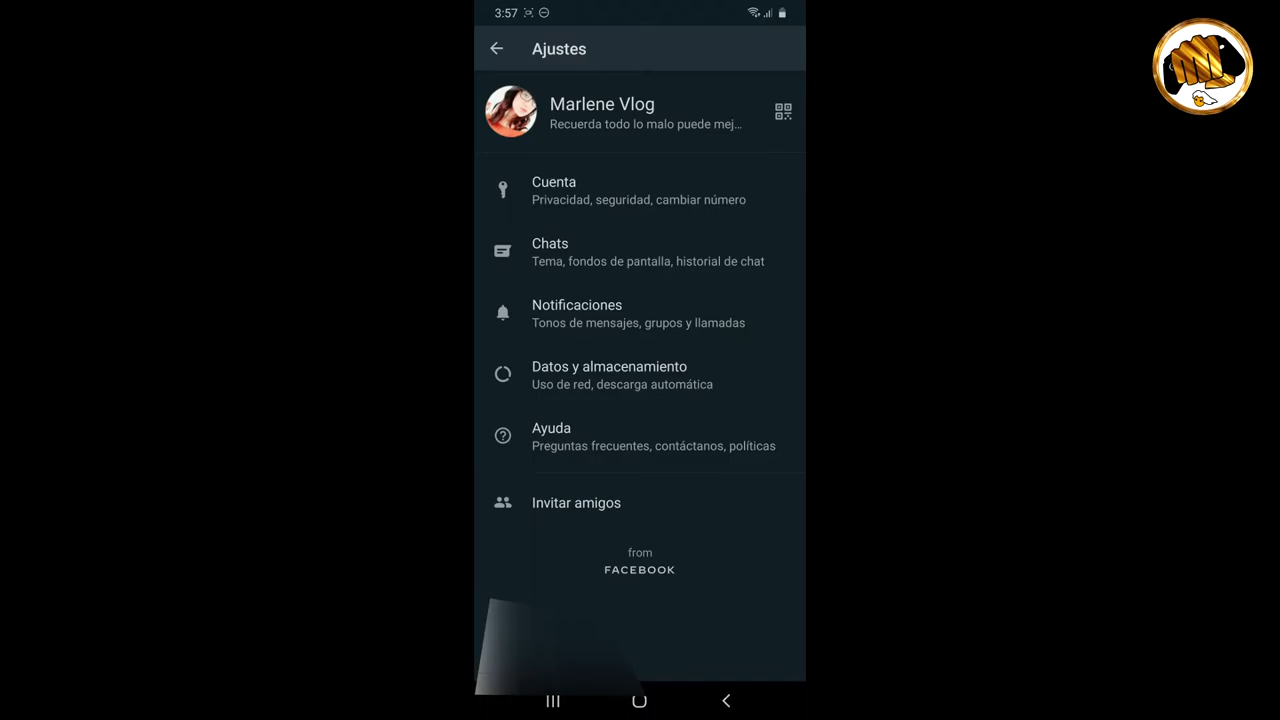 3:57
Ajustes
Marlene Vlog
Recuerda todo lo malo puede mej...
Cuenta
Privacidad, seguridad, cambiar número
Chats
Tema, fondos de pantalla, historial de chat
Notificaciones
Tonos de mensajes, grupos y llamadas
Datos y almacenamiento
Uso de red, descarga automática
Ayuda
Preguntas frecuentes, contáctanos, políticas
Invitar amigos
from
FACEBOOK